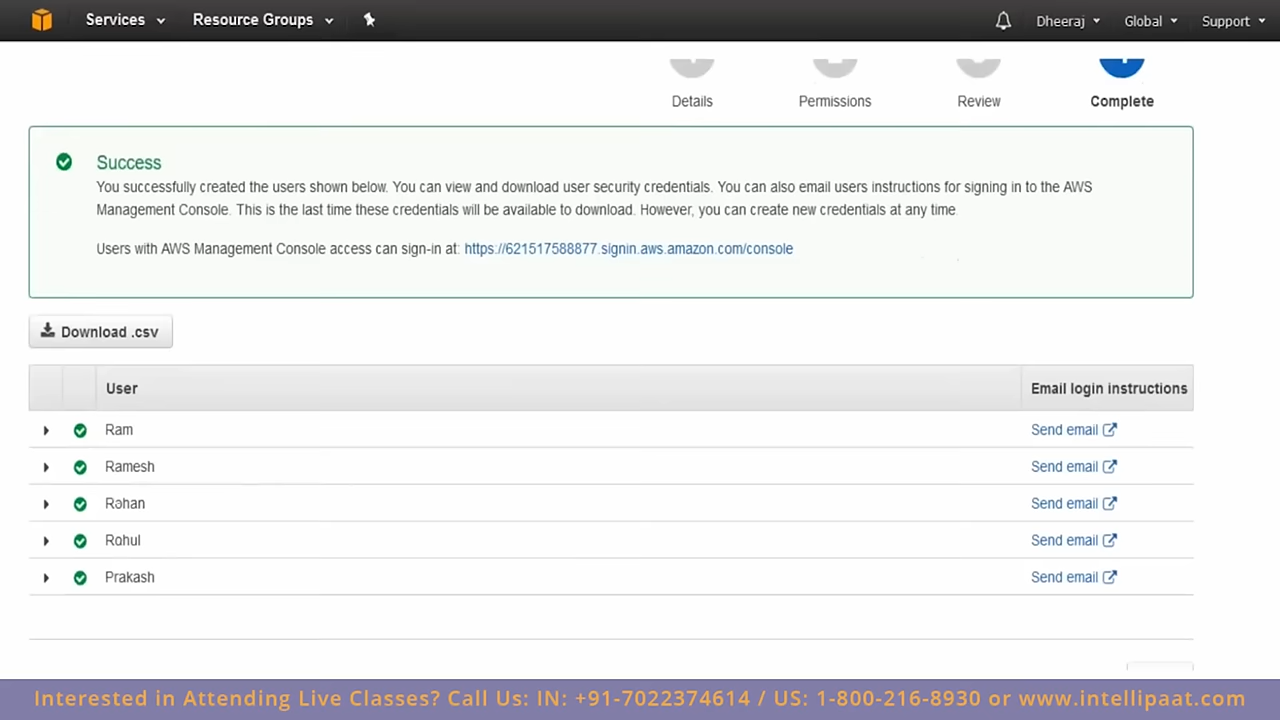 Services Resource Groups Dheeraj Global Support
Details Permissions Review Complete
Success
You successfully created the users shown below. You can view and download user security credentials. You can also email users instructions for signing in to the AWS
Management Console. This is the last time these credentials will be available to download. However, you can create new credentials at any time.
Users with AWS Management Console access can sign-in at: https://621517588877.signin.aws.amazon.com/console
Download .csv
User Email login instructions
Ram Send email
Ramesh Send email
Rohan Send email
Rahul Send email
Prakash Send email
Interested in Attending Live Classes? Call Us: IN: +91-7022374614 / US: 1-800-216-8930 or www.intellipaat.com